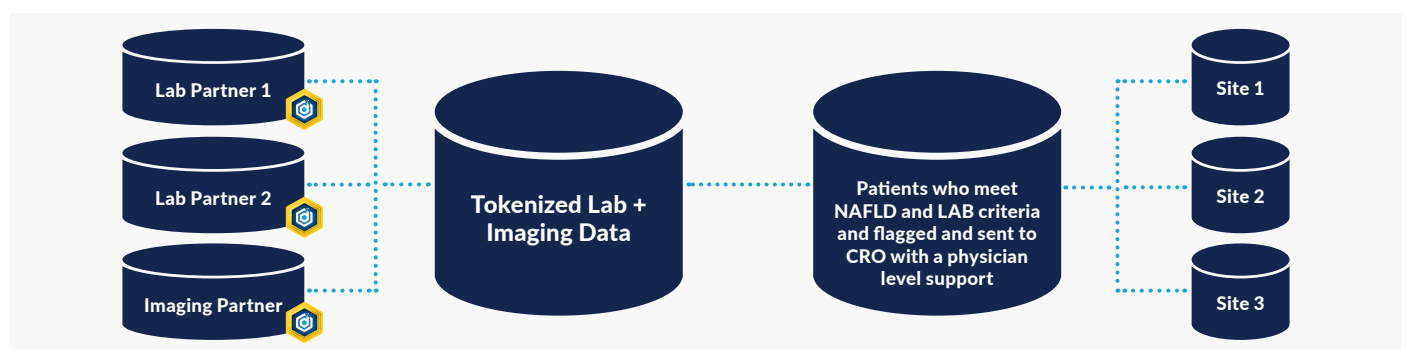 Lab Partner 1
Lab Partner 2
Imaging Partner
Tokenized Lab +
Imaging Data
Patients who meet
NAFLD and LAB criteria
and flagged and sent to
CRO with a physician
level support
Site 1
Site 2
Site 3